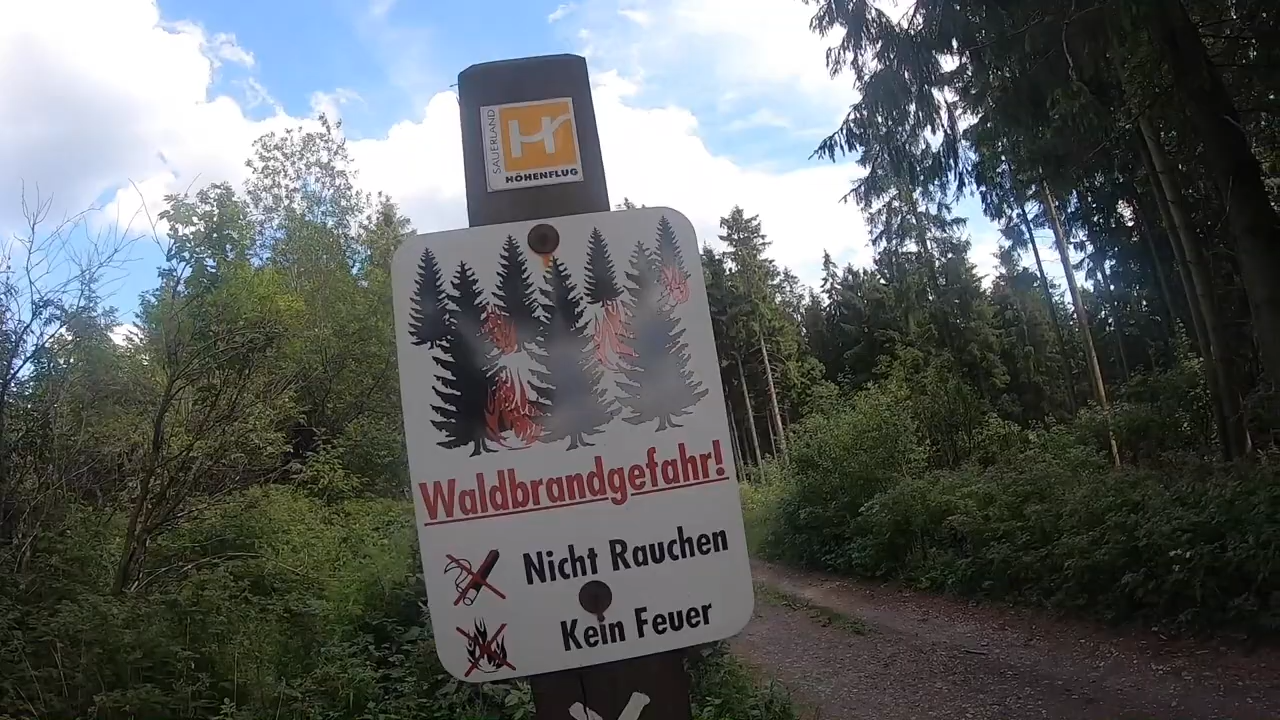 SAUERLAND
HÖHENFLUG
Waldbrandgefahr!
Nicht Rauchen
Kein Feuer